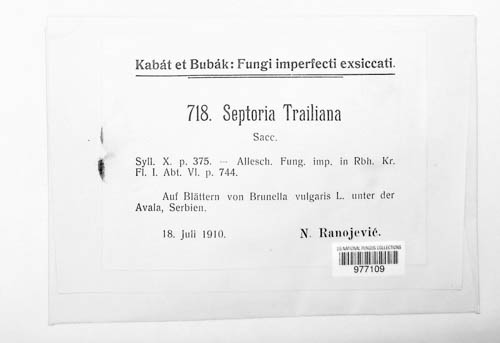 Kabát et Bubák: Fungi imperfecti exsiccati.
718. Septoria Trailiana
Sacc.
Syll. X. p. 375. — Allesch. Fung. imp. in Rbh. Kr.
Fl. I. Abt. VI. p. 744.
Auf Blättern von Brunella vulgaris L. unter der
Avala, Serbien.
18. Juli 1910. N. Ranojević.
US NATIONAL FUNGUS COLLECTIONS
977109